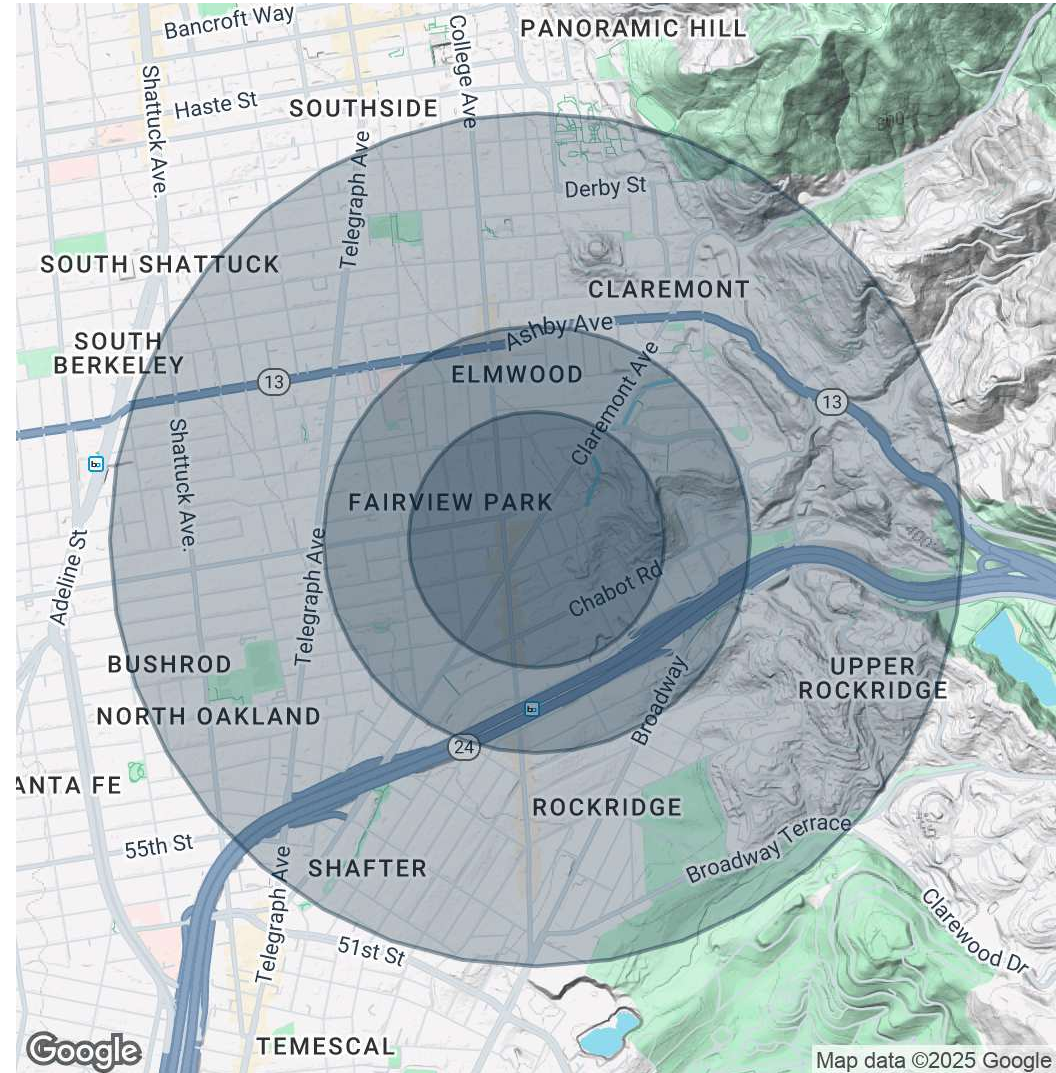 Bancroft Way
PANORAMIC HILL
College Ave
Shattuck Ave.
Haste St
SOUTHSIDE
800
Telegraph Ave
Derby St
SOUTH SHATTUCK
CLAREMONT
SOUTH
BERKELEY
Ashby Ave
ELMWOOD
13
13
Claremont Ave
Shattuck Ave.
FAIRVIEW PARK
400
Adeline St
Telegraph Ave
Chabot Rd
BUSHROD
UPPER
ROCKRIDGE
Broadway
NORTH OAKLAND
24
ANTA FE
ROCKRIDGE
55th St
Broadway Terrace
SHAFTER
Telegraph Ave
51st St
Clarewood Dr
TEMESCAL
Google
Map data ©2025 Google